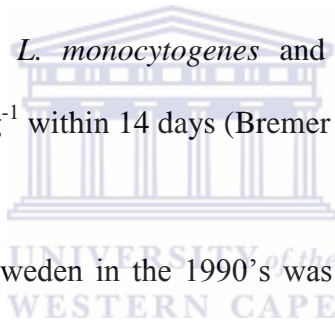 L. monocytogenes and
g⁻¹ within 14 days (Bremer
weden in the 1990's was
UNIVERSITY of the
WESTERN CAPE